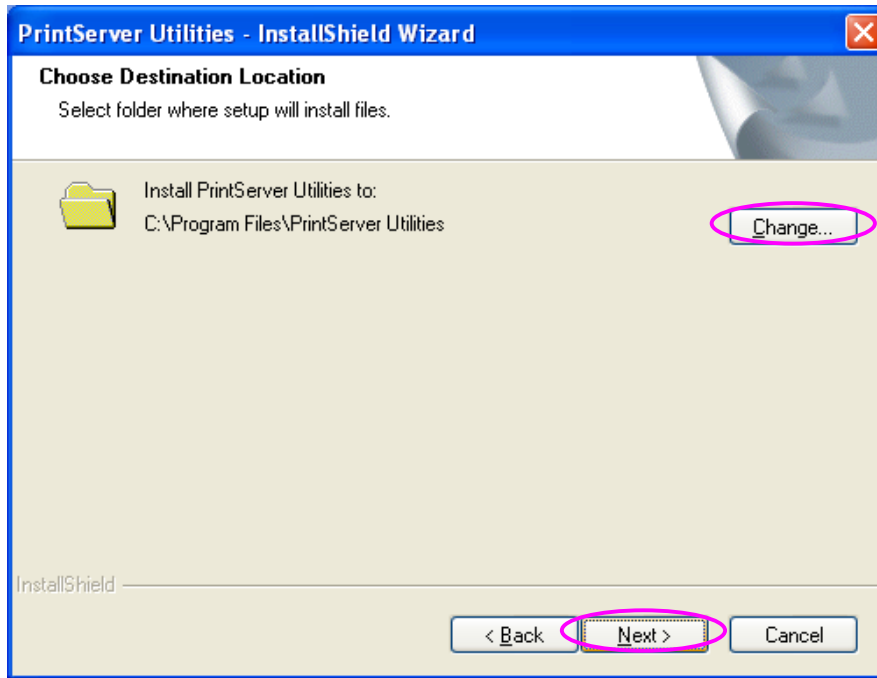 PrintServer Utilities - InstallShield Wizard
Choose Destination Location
Select folder where setup will install files.
Install PrintServer Utilities to:
C:\Program Files\PrintServer Utilities
Change...
InstallShield
< Back
Next >
Cancel